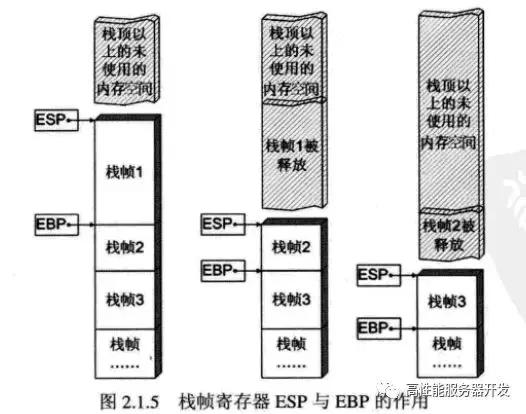 栈顶以
上的未
使用的
内存空间
ESP
栈帧1
EBP
栈帧2
栈帧3
栈帧
……
栈顶以
上的未
使用的
内存空间
栈帧1被
释放
ESP
栈帧2
EBP
栈帧3
栈帧
……
栈顶以
上的未
使用的
内存空间
栈帧2被
释放
ESP
栈帧3
EBP
栈帧
……
高性能服务器开发
图 2.1.5 栈帧寄存器 ESP 与 EBP 的作用